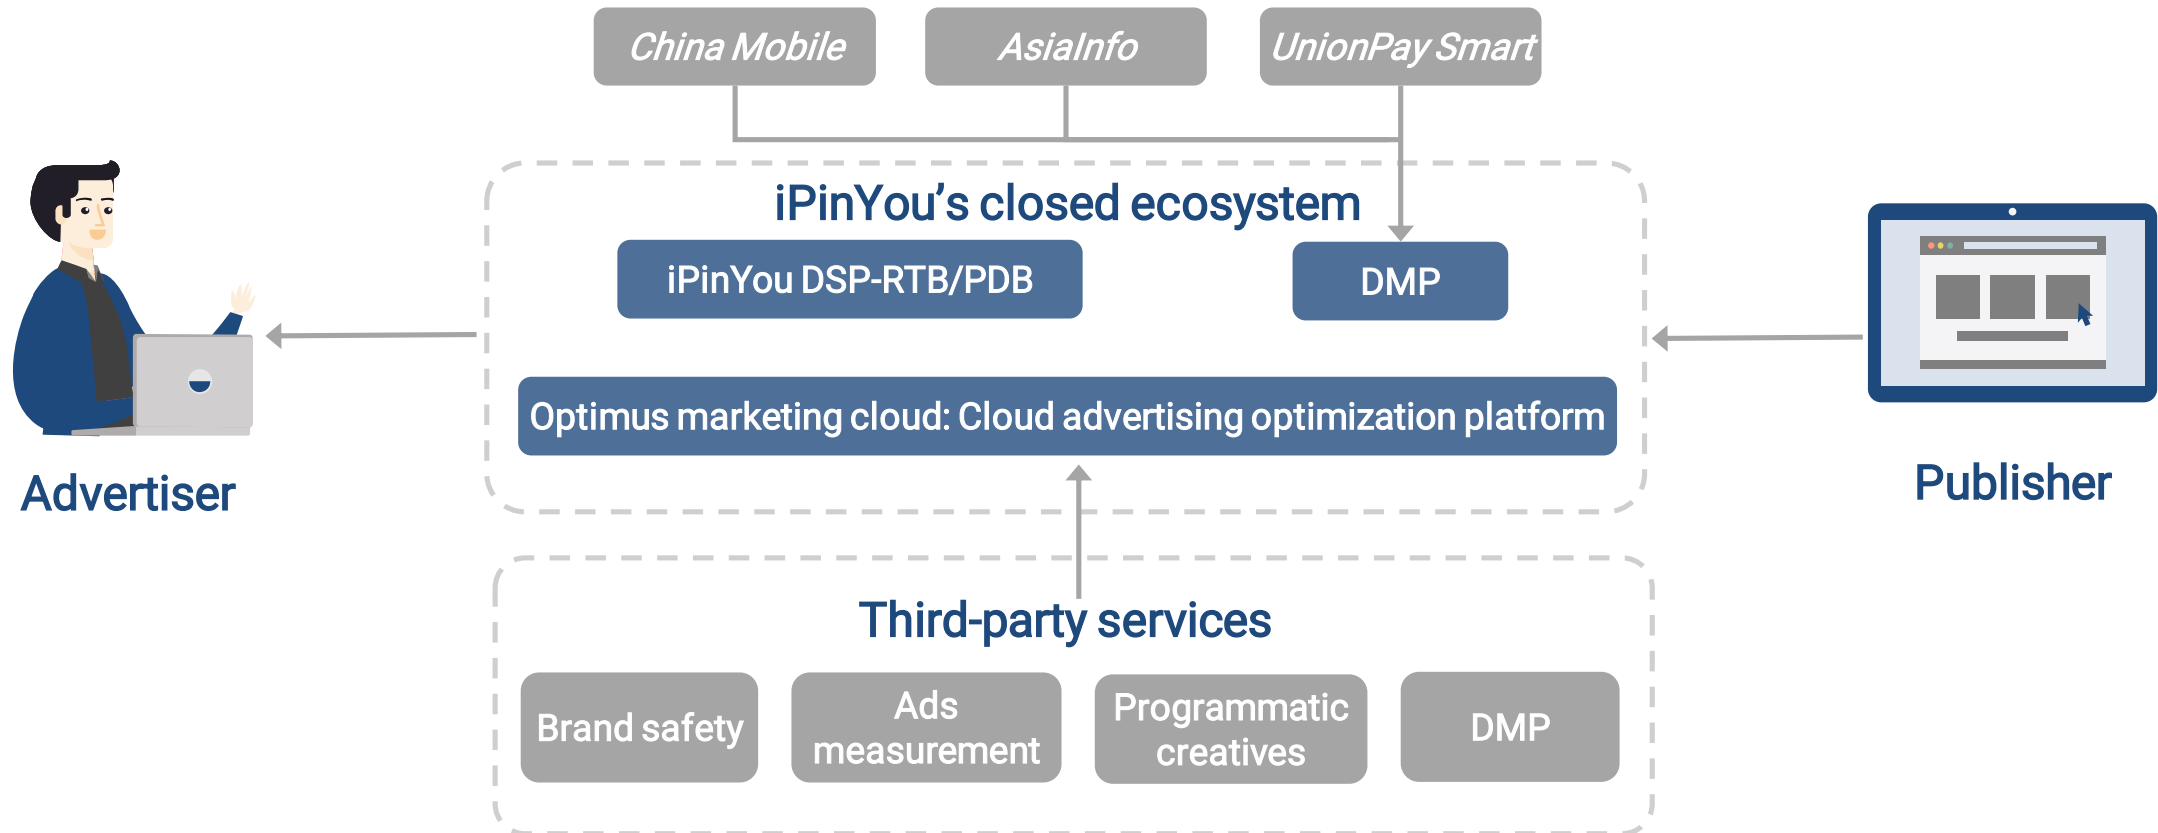 China Mobile
AsiaInfo
UnionPay Smart
iPinYou’s closed ecosystem
iPinYou DSP-RTB/PDB
DMP
Optimus marketing cloud: Cloud advertising optimization platform
Advertiser
Publisher
Third-party services
Brand safety
Ads
measurement
Programmatic
creatives
DMP